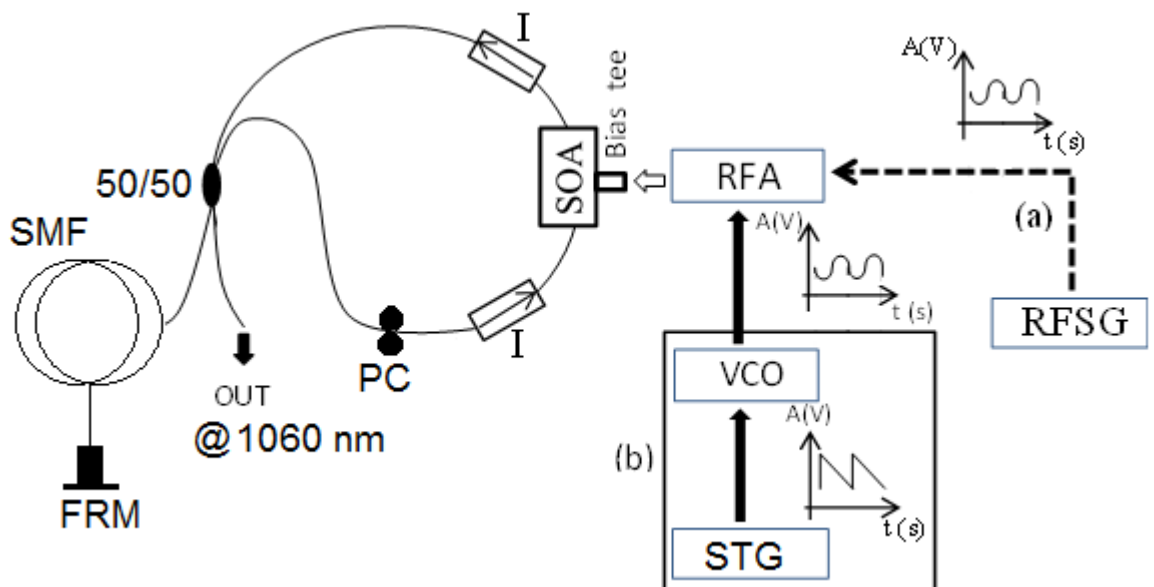 I
A(V)
t(s)
Bias tee
SOA
RFA
50/50
SMF
(a)
A(V)
t(s)
RFSG
I
PC
VCO
OUT
@1060 nm
A(V)
(b)
t(s)
FRM
STG